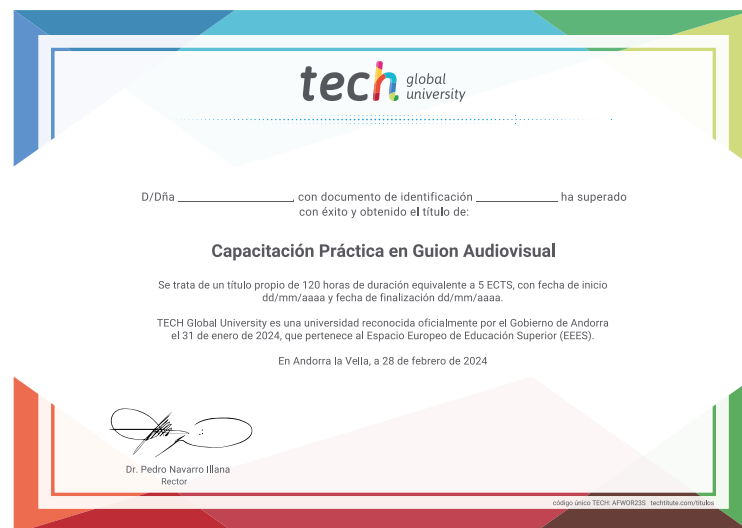 tech global university
D/Dña ____________________, con documento de identificación ______________ ha superado
con éxito y obtenido el título de:
Capacitación Práctica en Guion Audiovisual
Se trata de un título propio de 120 horas de duración equivalente a 5 ECTS, con fecha de inicio
dd/mm/aaaa y fecha de finalización dd/mm/aaaa.
TECH Global University es una universidad reconocida oficialmente por el Gobierno de Andorra
el 31 de enero de 2024, que pertenece al Espacio Europeo de Educación Superior (EEES).
En Andorra la Vella, a 28 de febrero de 2024
Dr. Pedro Navarro Illana
Rector
código único TECH: AFWOR23S techtitute.com/titulos